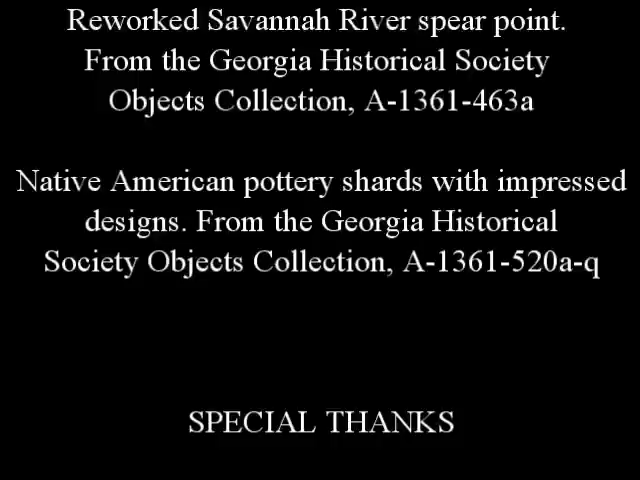 Reworked Savannah River spear point.
From the Georgia Historical Society
Objects Collection, A-1361-463a
Native American pottery shards with impressed
designs. From the Georgia Historical
Society Objects Collection, A-1361-520a-q
SPECIAL THANKS